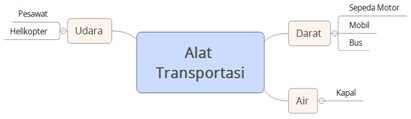 Pesawat
Helikopter
Udara
Alat
Transportasi
Darat
Sepeda Motor
Mobil
Bus
Air
Kapal